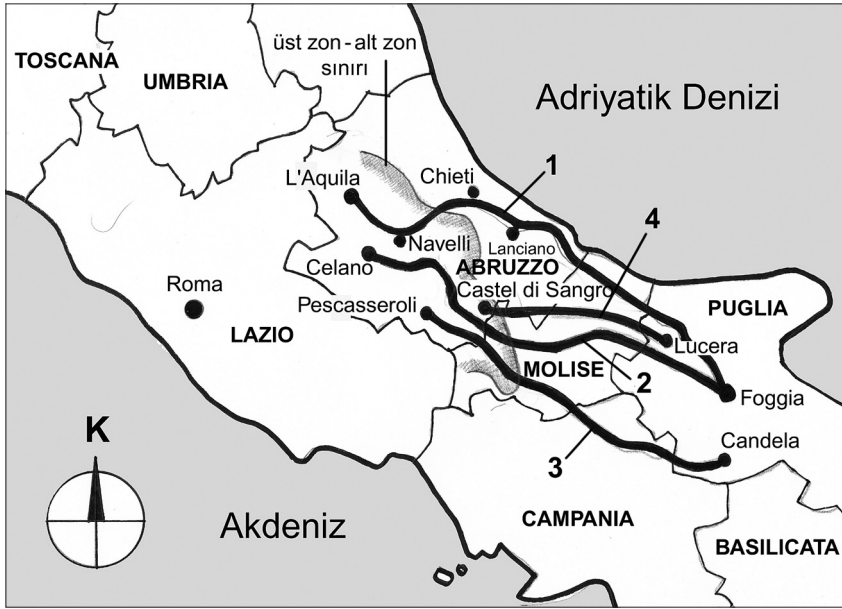 üst zon - alt zon
sınırı
TOSCANA
UMBRIA
Adriyatik Denizi
L'Aquila
Chieti
1
4
Navelli
Lanciano
Celano
ABRUZZO
Roma
Castel di Sangro
Pescasseroli
PUGLIA
LAZIO
Lucera
MOLISE
2
Foggia
K
Candela
3
Akdeniz
CAMPANIA
BASILICATA